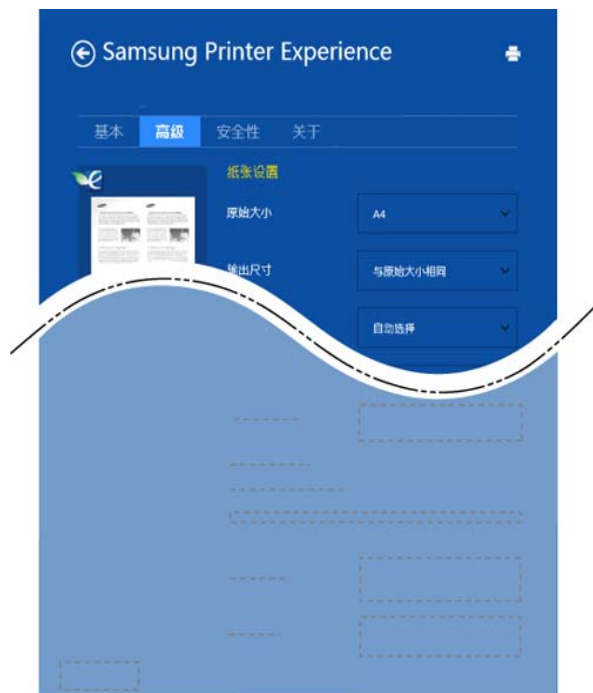 Samsung Printer Experience
基本 高级 安全性 关于
纸张设置
原始大小 A4
输出尺寸 与原始大小相同
自动选择